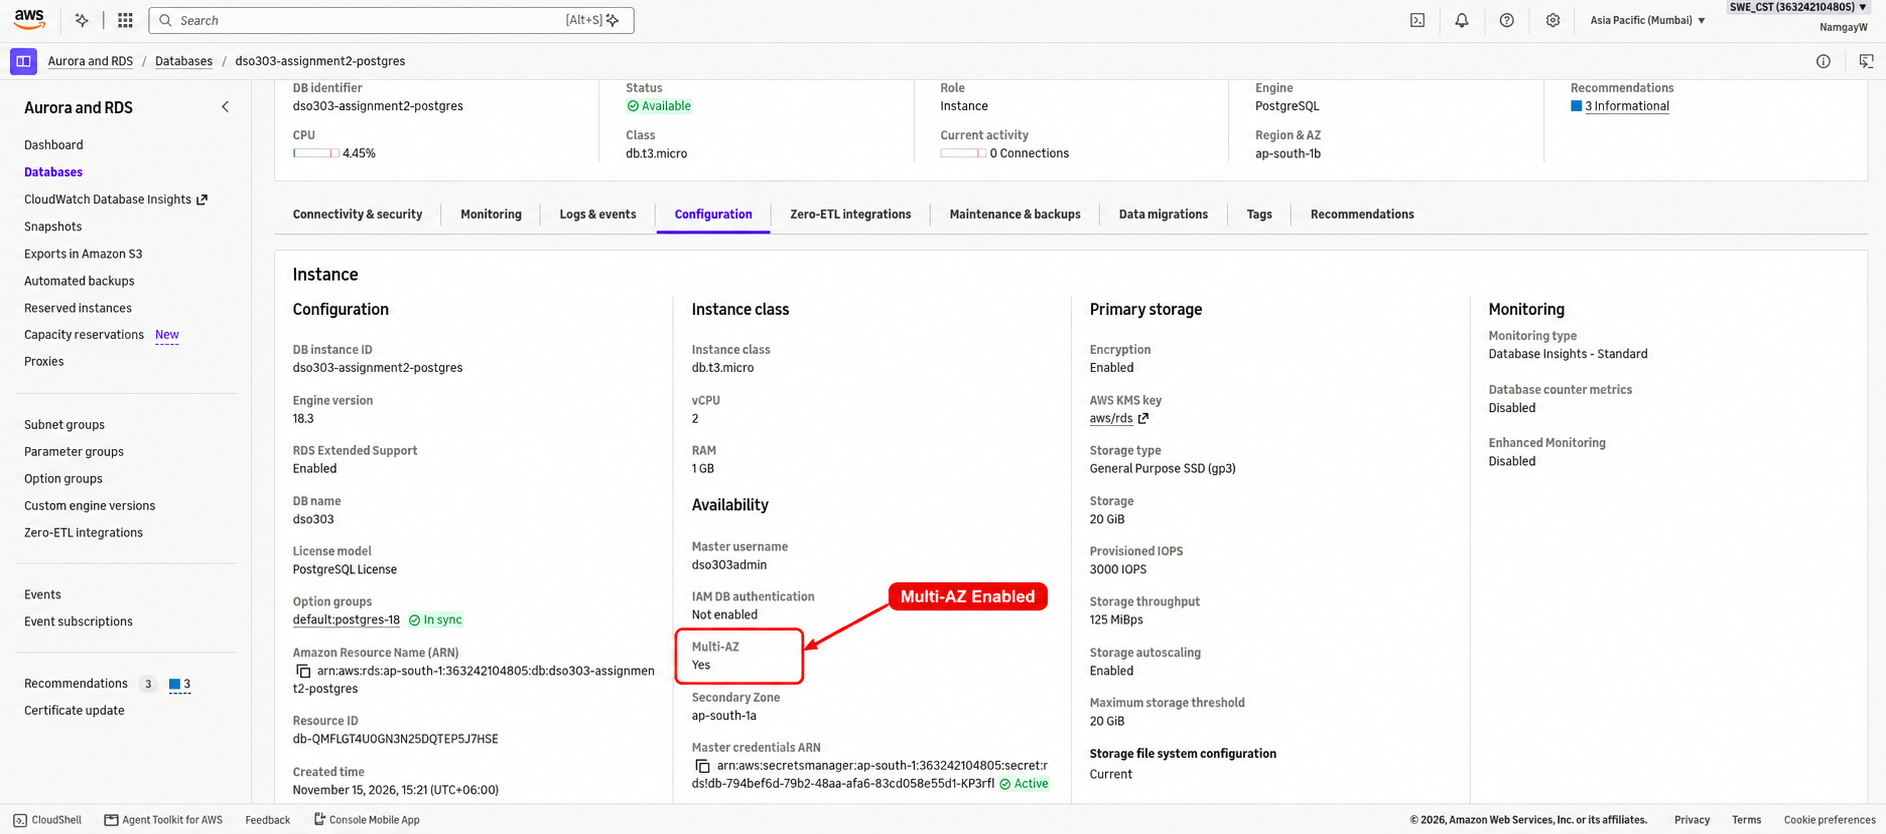 aws
Search
[Alt+S]
Asia Pacific (Mumbai) ▼
SWE_CST (363242104805) ▼
NamgayW
Aurora and RDS / Databases / dso303-assignment2-postgres
Aurora and RDS
Dashboard
Databases
CloudWatch Database Insights
Snapshots
Exports in Amazon S3
Automated backups
Reserved instances
Capacity reservations New
Proxies
Subnet groups
Parameter groups
Option groups
Custom engine versions
Zero-ETL integrations
Events
Event subscriptions
Recommendations 3 3
Certificate update
DB identifier
dso303-assignment2-postgres
CPU
4.45%
Status
Available
Class
db.t3.micro
Role
Instance
Current activity
0 Connections
Engine
PostgreSQL
Region & AZ
ap-south-1b
Recommendations
3 Informational
Connectivity & security
Monitoring
Logs & events
Configuration
Zero-ETL integrations
Maintenance & backups
Data migrations
Tags
Recommendations
Instance
Configuration
DB instance ID
dso303-assignment2-postgres
Engine version
18.3
RDS Extended Support
Enabled
DB name
dso303
License model
PostgreSQL License
Option groups
default:postgres-18 In sync
Amazon Resource Name (ARN)
arn:aws:rds:ap-south-1:363242104805:db:dso303-assignmen
t2-postgres
Resource ID
db-QMFLGT4U0GN3N25DQTEP5J7HSE
Created time
November 15, 2026, 15:21 (UTC+06:00)
Instance class
Instance class
db.t3.micro
vCPU
2
RAM
1 GB
Availability
Master username
dso303admin
IAM DB authentication
Not enabled
Multi-AZ
Yes
Multi-AZ Enabled
Secondary Zone
ap-south-1a
Master credentials ARN
arn:aws:secretsmanager:ap-south-1:363242104805:secret:r
ds!db-794bef6d-79b2-48aa-afa6-83cd058e55d1-KP3rfl Active
Primary storage
Encryption
Enabled
AWS KMS key
aws/rds
Storage type
General Purpose SSD (gp3)
Storage
20 GiB
Provisioned IOPS
3000 IOPS
Storage throughput
125 MiBps
Storage autoscaling
Enabled
Maximum storage threshold
20 GiB
Storage file system configuration
Current
Monitoring
Monitoring type
Database Insights - Standard
Database counter metrics
Disabled
Enhanced Monitoring
Disabled
CloudShell
Agent Toolkit for AWS
Feedback
Console Mobile App
© 2026, Amazon Web Services, Inc. or its affiliates.
Privacy
Terms
Cookie preferences